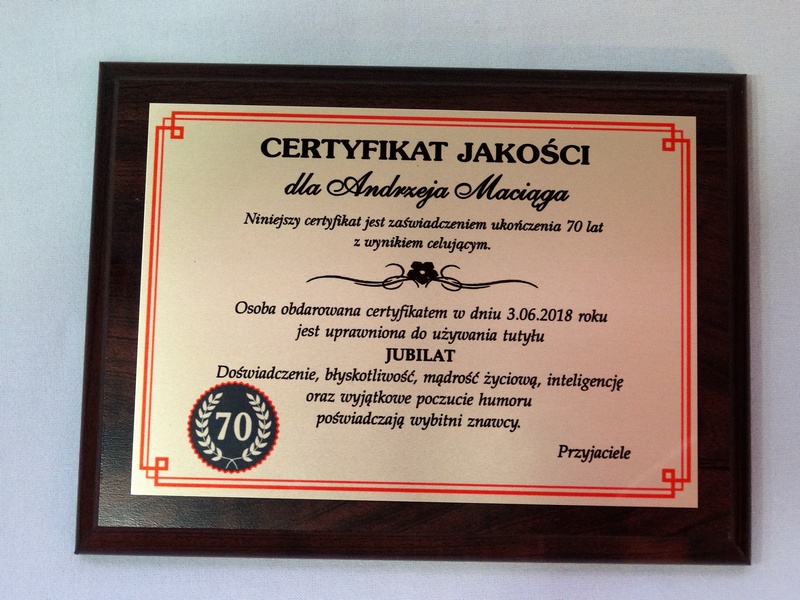 CERTYFIKAT JAKOŚCI
dla Andrzeja Maciąga
Niniejszy certyfikat jest zaświadczeniem ukończenia 70 lat
z wynikiem celującym.
Osoba obdarowana certyfikatem w dniu 3.06.2018 roku
jest uprawniona do używania tutyłu
JUBILAT
Doświadczenie, błyskotliwość, mądrość życiową, inteligencję
oraz wyjątkowe poczucie humoru
poświadczają wybitni znawcy.
70
Przyjaciele